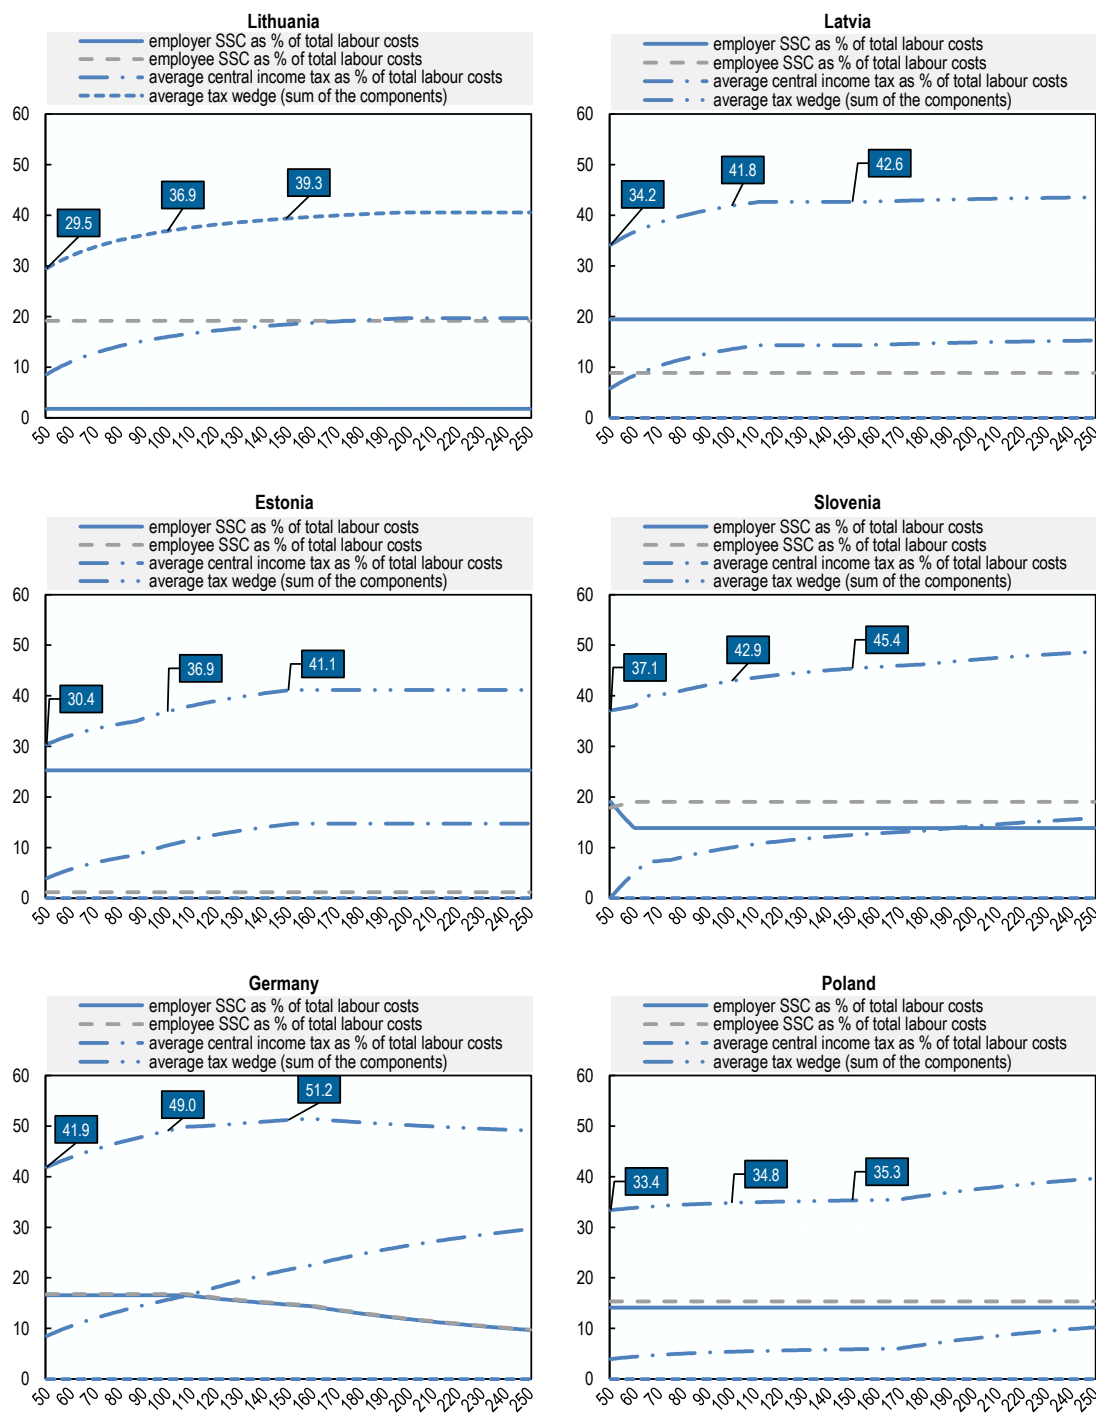 Lithuania
employer SSC as % of total labour costs
employee SSC as % of total labour costs
average central income tax as % of total labour costs
average tax wedge (sum of the components)
60
50
40
30
20
10
0
29.5
36.9
39.3
50 60 70 80 90 100 110 120 130 140 150 160 170 180 190 200 210 220 230 240 250
Latvia
employer SSC as % of total labour costs
employee SSC as % of total labour costs
average central income tax as % of total labour costs
average tax wedge (sum of the components)
60
50
40
30
20
10
0
34.2
41.8
42.6
50 60 70 80 90 100 110 120 130 140 150 160 170 180 190 200 210 220 230 240 250
Estonia
employer SSC as % of total labour costs
employee SSC as % of total labour costs
average central income tax as % of total labour costs
average tax wedge (sum of the components)
60
50
40
30
20
10
0
30.4
36.9
41.1
50 60 70 80 90 100 110 120 130 140 150 160 170 180 190 200 210 220 230 240 250
Slovenia
employer SSC as % of total labour costs
employee SSC as % of total labour costs
average central income tax as % of total labour costs
average tax wedge (sum of the components)
60
50
40
30
20
10
0
37.1
42.9
45.4
50 60 70 80 90 100 110 120 130 140 150 160 170 180 190 200 210 220 230 240 250
Germany
employer SSC as % of total labour costs
employee SSC as % of total labour costs
average central income tax as % of total labour costs
average tax wedge (sum of the components)
60
50
40
30
20
10
0
41.9
49.0
51.2
50 60 70 80 90 100 110 120 130 140 150 160 170 180 190 200 210 220 230 240 250
Poland
employer SSC as % of total labour costs
employee SSC as % of total labour costs
average central income tax as % of total labour costs
average tax wedge (sum of the components)
60
50
40
30
20
10
0
33.4
34.8
35.3
50 60 70 80 90 100 110 120 130 140 150 160 170 180 190 200 210 220 230 240 250